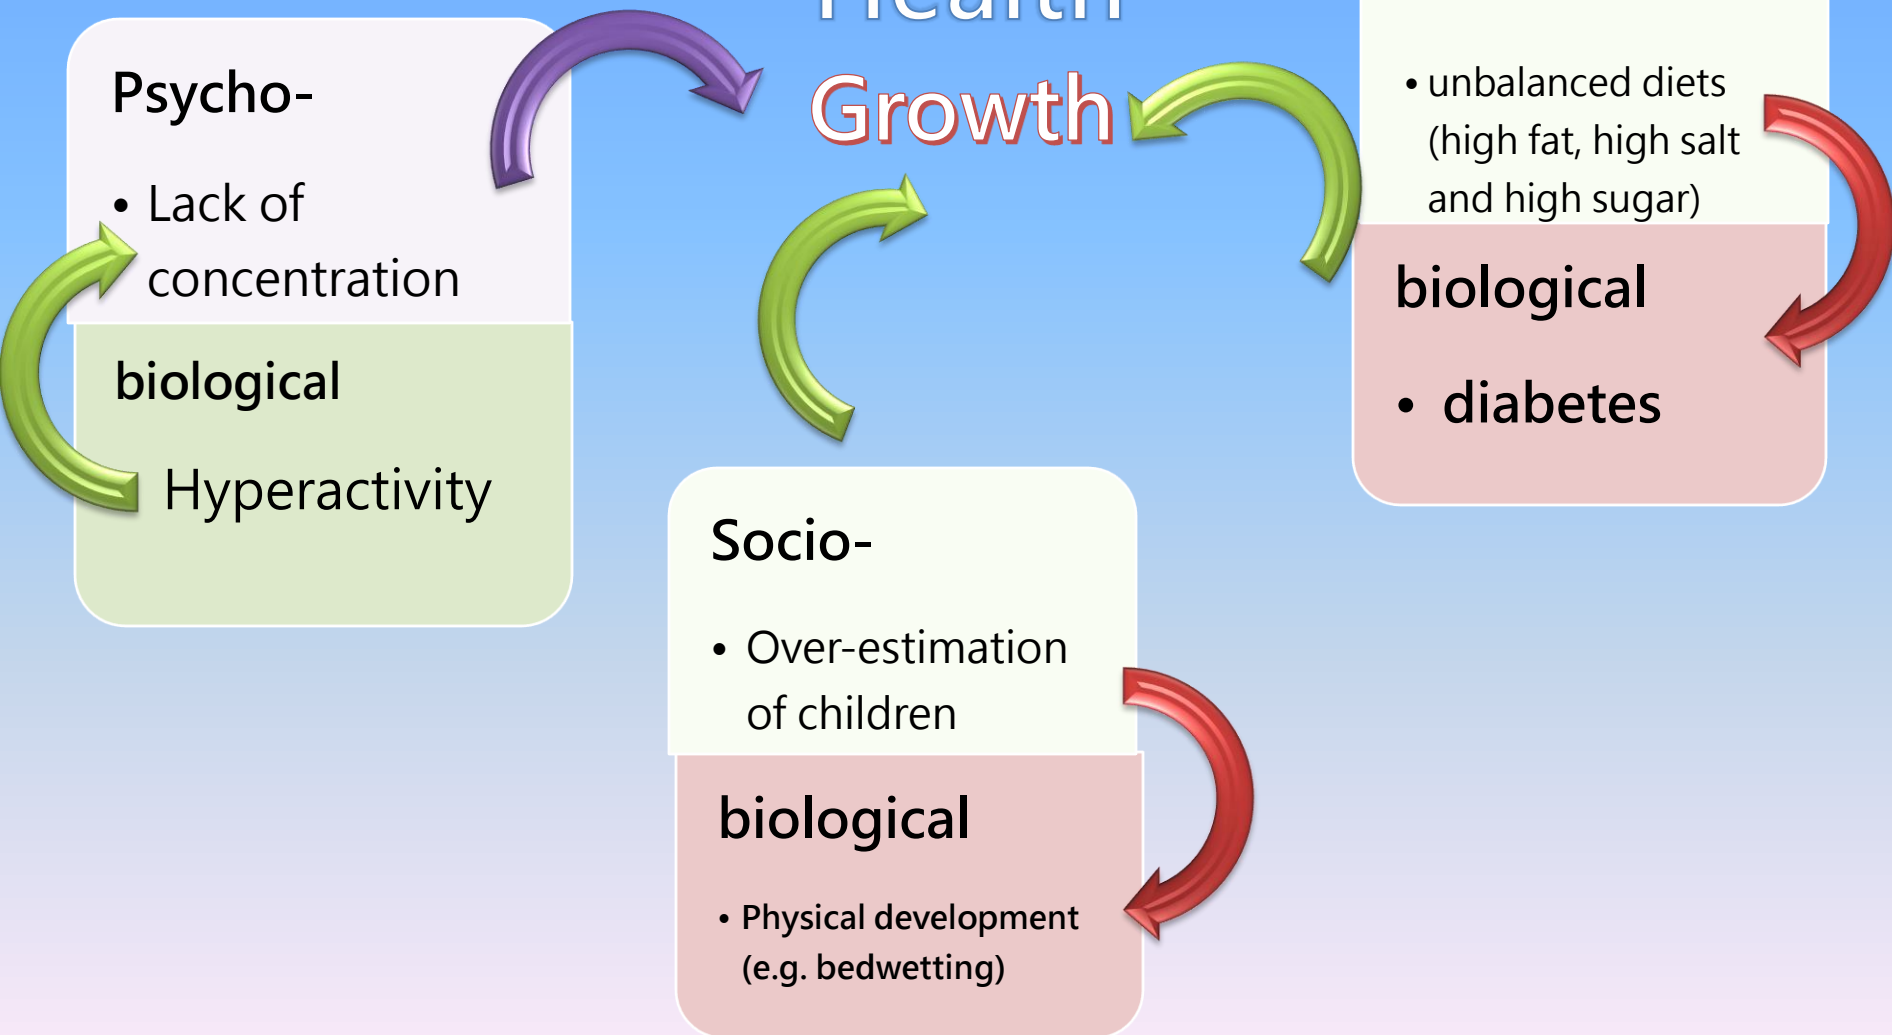 Health
Growth
Psycho-
• Lack of
concentration
biological
Hyperactivity
• unbalanced diets
(high fat, high salt
and high sugar)
biological
• diabetes
Socio-
• Over-estimation
of children
biological
• Physical development
(e.g. bedwetting)